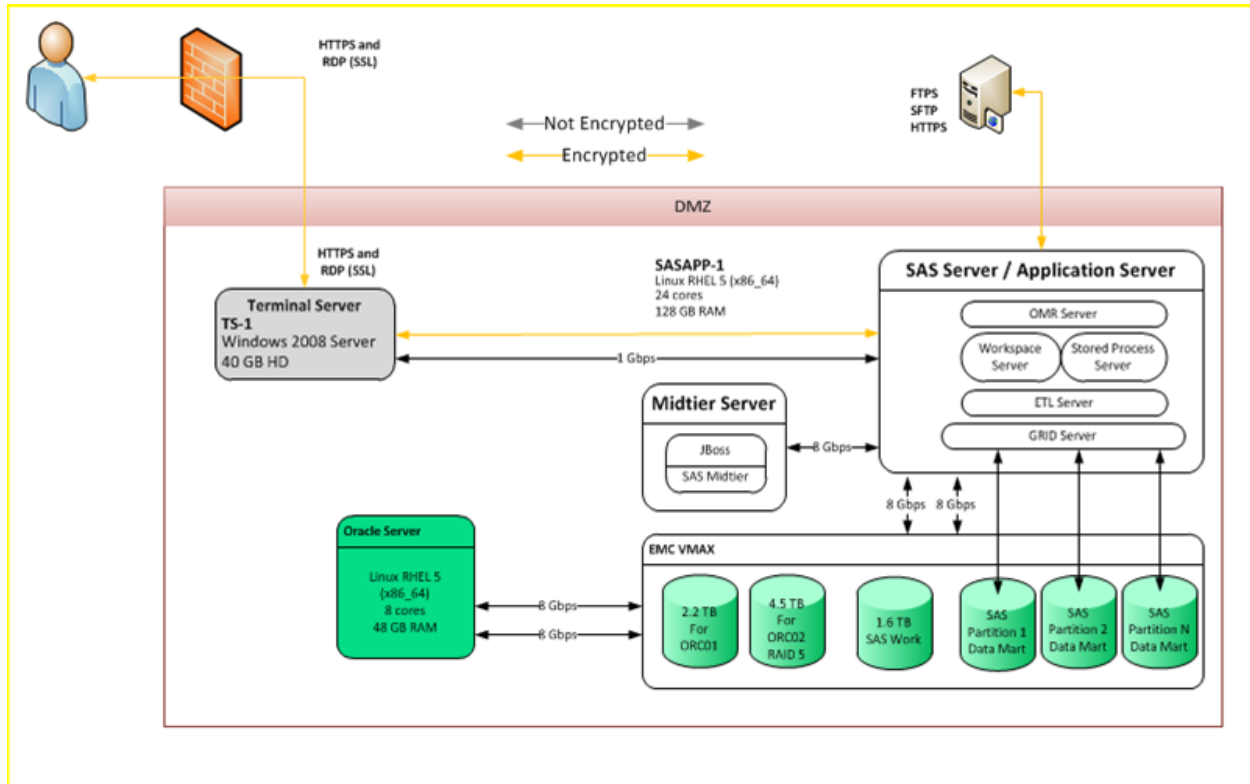 HTTPS and
RDP (SSL)
FTPS
SFTP
HTTPS
Not Encrypted
Encrypted
DMZ
HTTPS and
RDP (SSL)
SASAPP-1
Linux RHEL 5 (x86_64)
24 cores
128 GB RAM
SAS Server / Application Server
OMR Server
Workspace
Server
Stored Process
Server
ETL Server
GRID Server
Terminal Server
TS-1
Windows 2008 Server
40 GB HD
1 Gbps
Midtier Server
JBoss
SAS Midtier
8 Gbps
8 Gbps
8 Gbps
Oracle Server
Linux RHEL 5
(x86_64)
8 cores
48 GB RAM
8 Gbps
8 Gbps
EMC VMAX
2.2 TB
For
ORC01
4.5 TB
For
ORC02
RAID 5
1.6 TB
SAS Work
SAS
Partition 1
Data Mart
SAS
Partition 2
Data Mart
SAS
Partition N
Data Mart